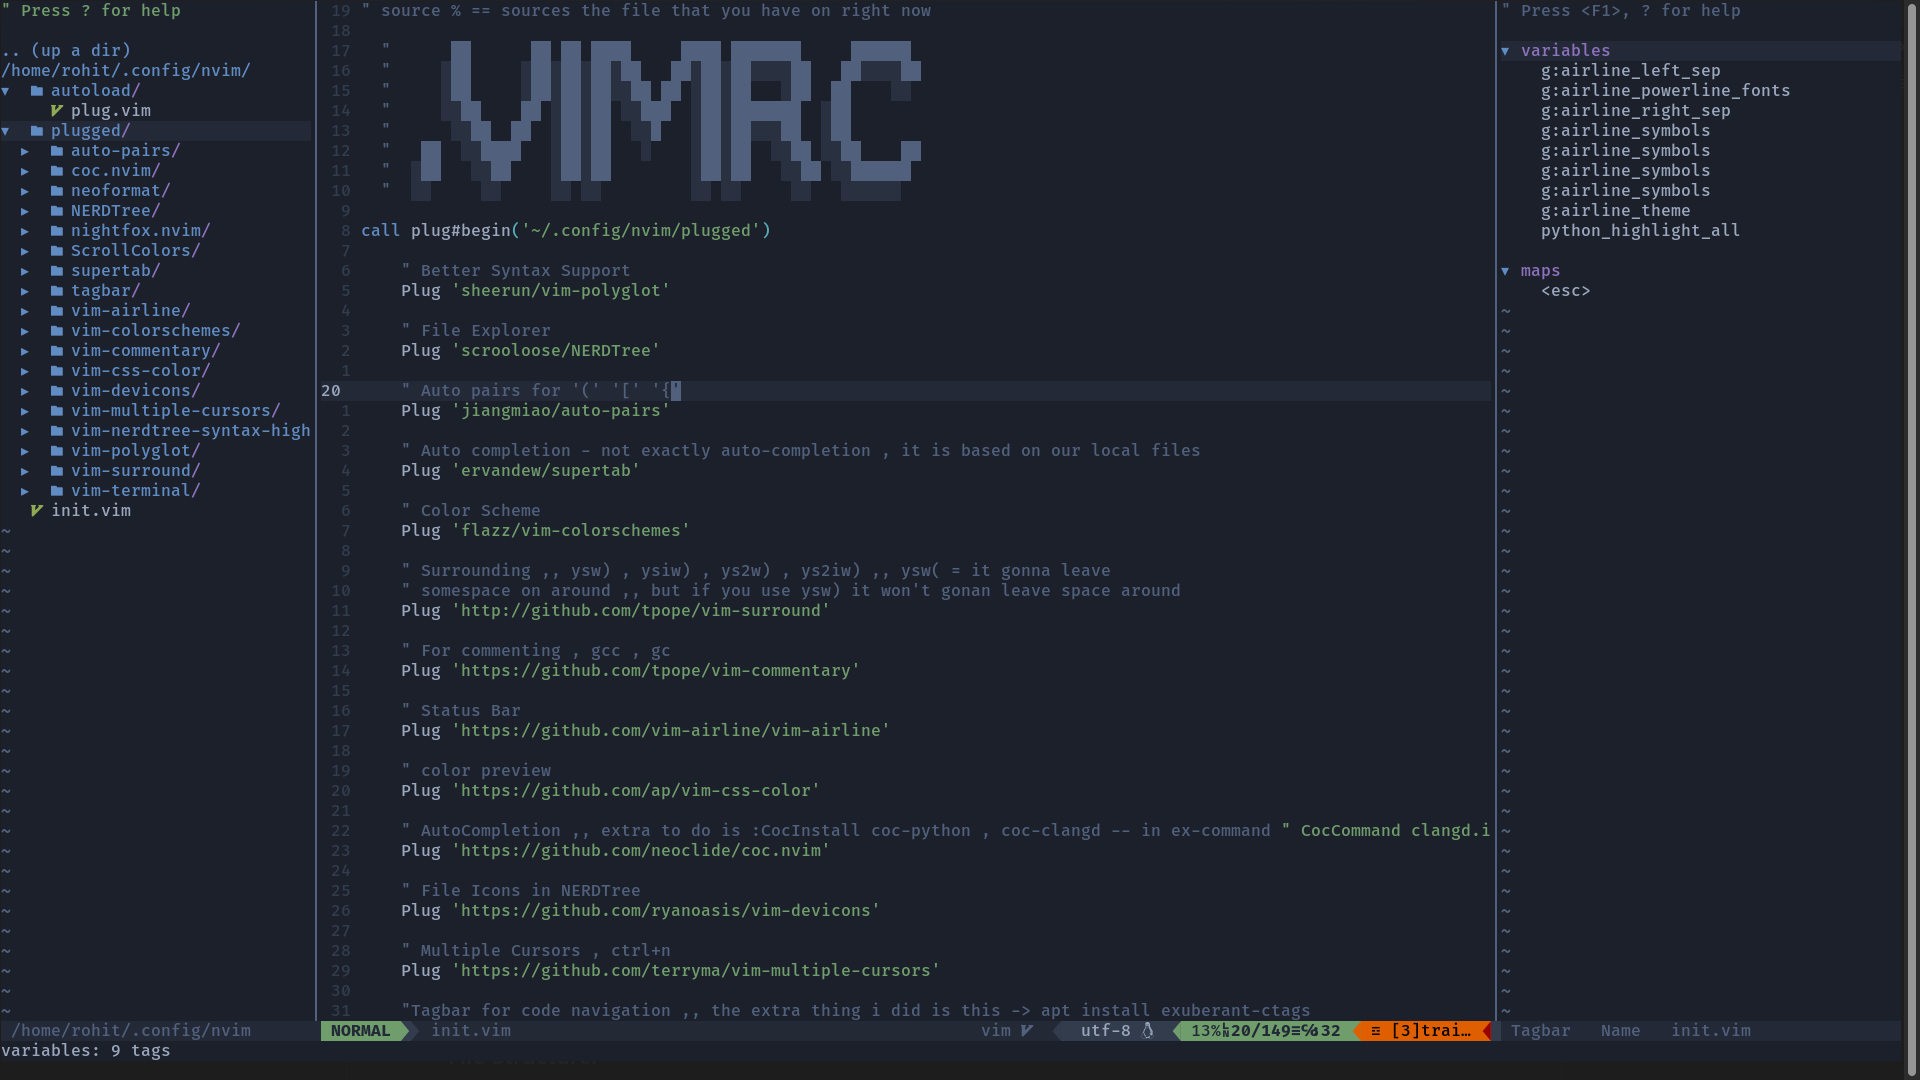 " Press ? for help
.. (up a dir)
/home/rohit/.config/nvim/
▼ autoload/
plug.vim
▼ plugged/
▶ auto-pairs/
▶ coc.nvim/
▶ neoformat/
▶ NERDTree/
▶ nightfox.nvim/
▶ ScrollColors/
▶ supertab/
▶ tagbar/
▶ vim-airline/
▶ vim-colorschemes/
▶ vim-commentary/
▶ vim-css-color/
▶ vim-devicons/
▶ vim-multiple-cursors/
▶ vim-nerdtree-syntax-high
▶ vim-polyglot/
▶ vim-surround/
▶ vim-terminal/
init.vim
/home/rohit/.config/nvim
19 " source % == sources the file that you have on right now
18
17 "
16 "
15 "
14 "
13 "
12 "
11 "
10 "
.VIMRC
9
8 call plug#begin('~/.config/nvim/plugged')
7
6 " Better Syntax Support
5 Plug 'sheerun/vim-polyglot'
4
3 " File Explorer
2 Plug 'scrooloose/NERDTree'
1
20 " Auto pairs for '(' '[' '{'
1 Plug 'jiangmiao/auto-pairs'
2
3 " Auto completion - not exactly auto-completion , it is based on our local files
4 Plug 'ervandew/supertab'
5
6 " Color Scheme
7 Plug 'flazz/vim-colorschemes'
8
9 " Surrounding ,, ysw) , ysiw) , ys2w) , ys2iw) ,, ysw( = it gonna leave
10 " somespace on around ,, but if you use ysw) it won't gonan leave space around
11 Plug 'http://github.com/tpope/vim-surround'
12
13 " For commenting , gcc , gc
14 Plug 'https://github.com/tpope/vim-commentary'
15
16 " Status Bar
17 Plug 'https://github.com/vim-airline/vim-airline'
18
19 " color preview
20 Plug 'https://github.com/ap/vim-css-color'
21
22 " AutoCompletion ,, extra to do is :CocInstall coc-python , coc-clangd -- in ex-command " CocCommand clangd.i
23 Plug 'https://github.com/neoclide/coc.nvim'
24
25 " File Icons in NERDTree
26 Plug 'https://github.com/ryanoasis/vim-devicons'
27
28 " Multiple Cursors , ctrl+n
29 Plug 'https://github.com/terryma/vim-multiple-cursors'
30
31 "Tagbar for code navigation ,, the extra thing i did is this -> apt install exuberant-ctags
NORMAL init.vim vim utf-8 13% 20/149≡℅32 ≡ [3]trai…
" Press <F1>, ? for help
▼ variables
g:airline_left_sep
g:airline_powerline_fonts
g:airline_right_sep
g:airline_symbols
g:airline_symbols
g:airline_symbols
g:airline_symbols
g:airline_theme
python_highlight_all
▼ maps
<esc>
Tagbar Name init.vim
variables: 9 tags